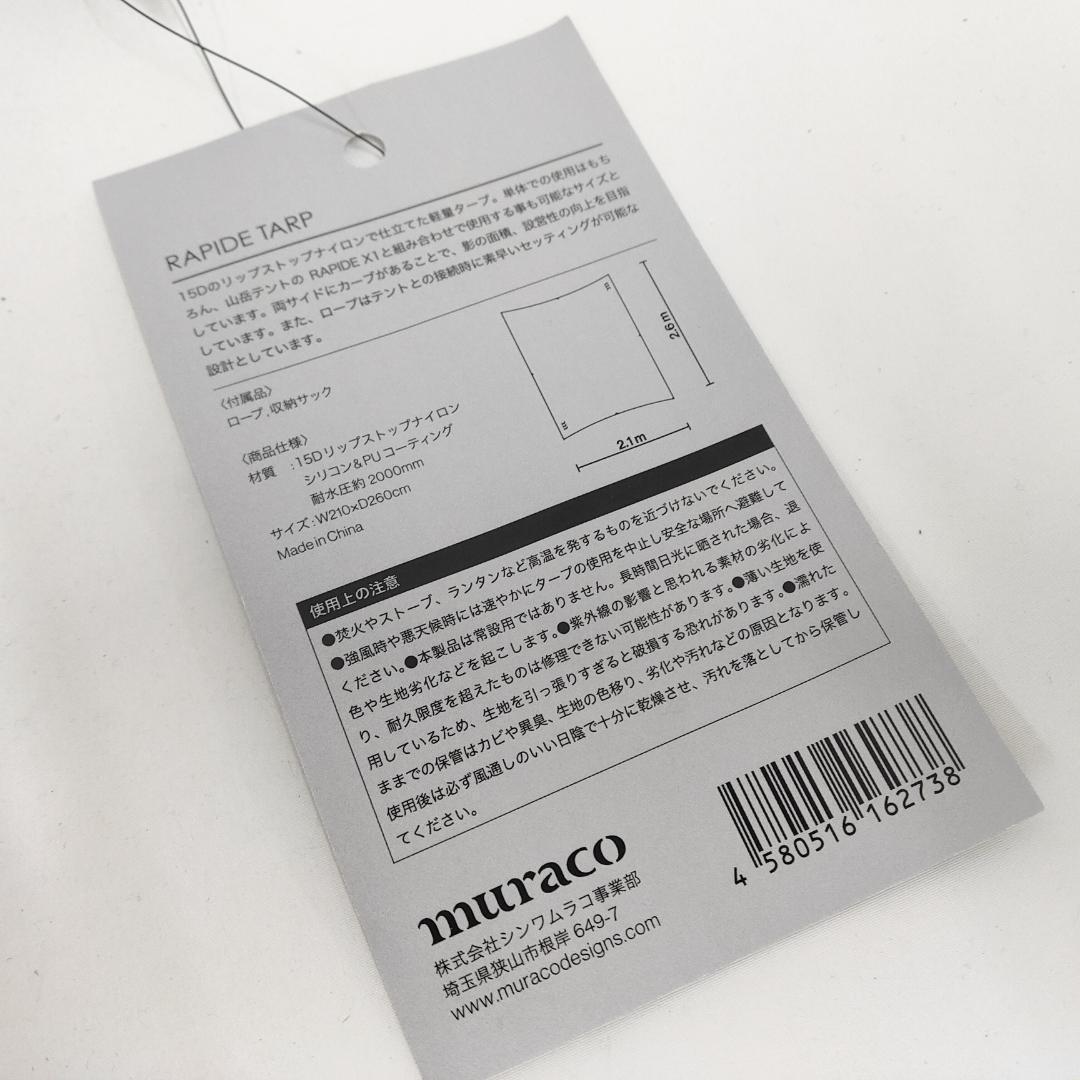 RAPIDE TARP
15Dのリップストップナイロンで仕立てた軽量タープ。単体での使用はもち
ろん、山岳テントの RAPIDE X1と組み合わせで使用する事も可能なサイズと
しています。両サイドにカーブがあることで、影の面積、設営性の向上を目指
しています。また、ロープはテントとの接続時に素早いセッティングが可能な
設計としています。
〈付属品〉
ロープ、収納サック
〈商品仕様〉
材質 :15Dリップストップナイロン
シリコン&PUコーティング
耐水圧約2000mm
サイズ:W210xD260cm
Made in China
2.6m
2.1m
使用上の注意
●焚火やストーブ、ランタンなど高温を発するものを近づけないでください。
●強風時や悪天候時には速やかにタープの使用を中止し安全な場所へ避難して
ください。●本製品は常設用ではありません。長時間日光に晒された場合、退
色や生地劣化などを起こします。●紫外線の影響と思われる素材の劣化によ
り、耐久限度を超えたものは修理できない可能性があります。●薄い生地を使
用しているため、生地を引っ張りすぎると破損する恐れがあります。●濡れた
ままでの保管はカビや異臭、生地の色移り、劣化や汚れなどの原因となります。
使用後は必ず風通しのいい日陰で十分に乾燥させ、汚れを落としてから保管し
てください。
muraco
株式会社シンワムラコ事業部
埼玉県狭山市根岸 649-7
www.muracodesigns.com
4 580516 162738